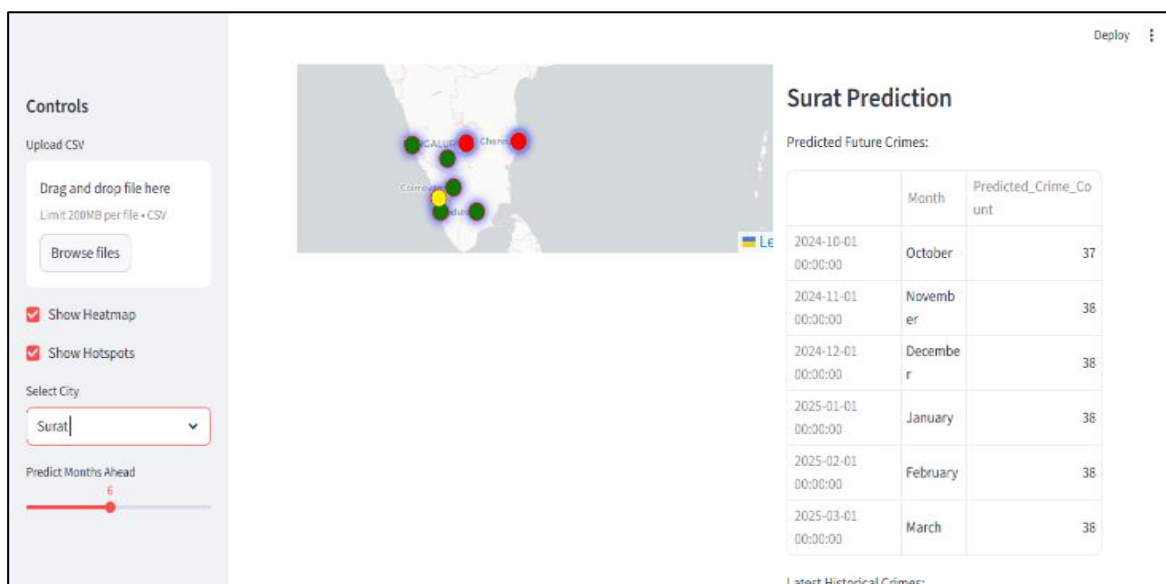 Deploy
Controls
Upload CSV
Drag and drop file here
Limit 200MB per file • CSV
Browse files
Show Heatmap
Show Hotspots
Select City
Surat
Predict Months Ahead
6
Le
Surat Prediction
Predicted Future Crimes:
Month Predicted_Crime_Co
unt
2024-10-01
00:00:00 October 37
2024-11-01
00:00:00 Novemb
er 38
2024-12-01
00:00:00 Decembe
r 38
2025-01-01
00:00:00 January 38
2025-02-01
00:00:00 February 38
2025-03-01
00:00:00 March 38
Latest Historical Crimes: